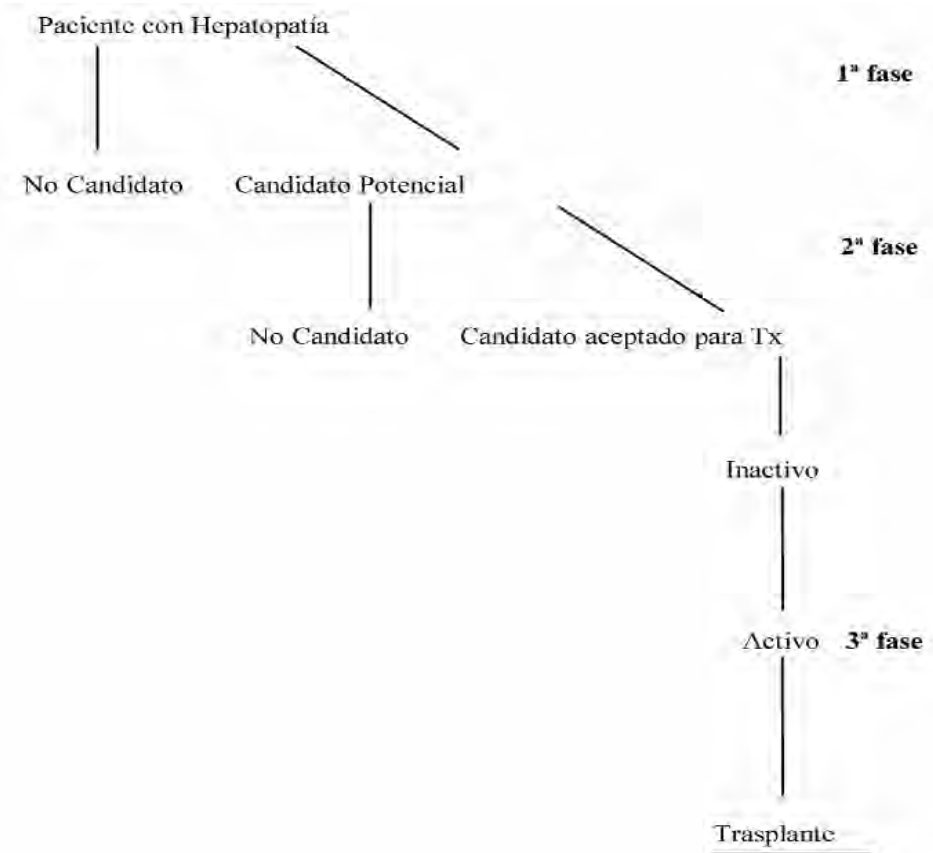 Paciente con Hepatopatía
1ª fase
No Candidato Candidato Potencial
2ª fase
No Candidato Candidato aceptado para Tx
Inactivo
Activo 3ª fase
Trasplante